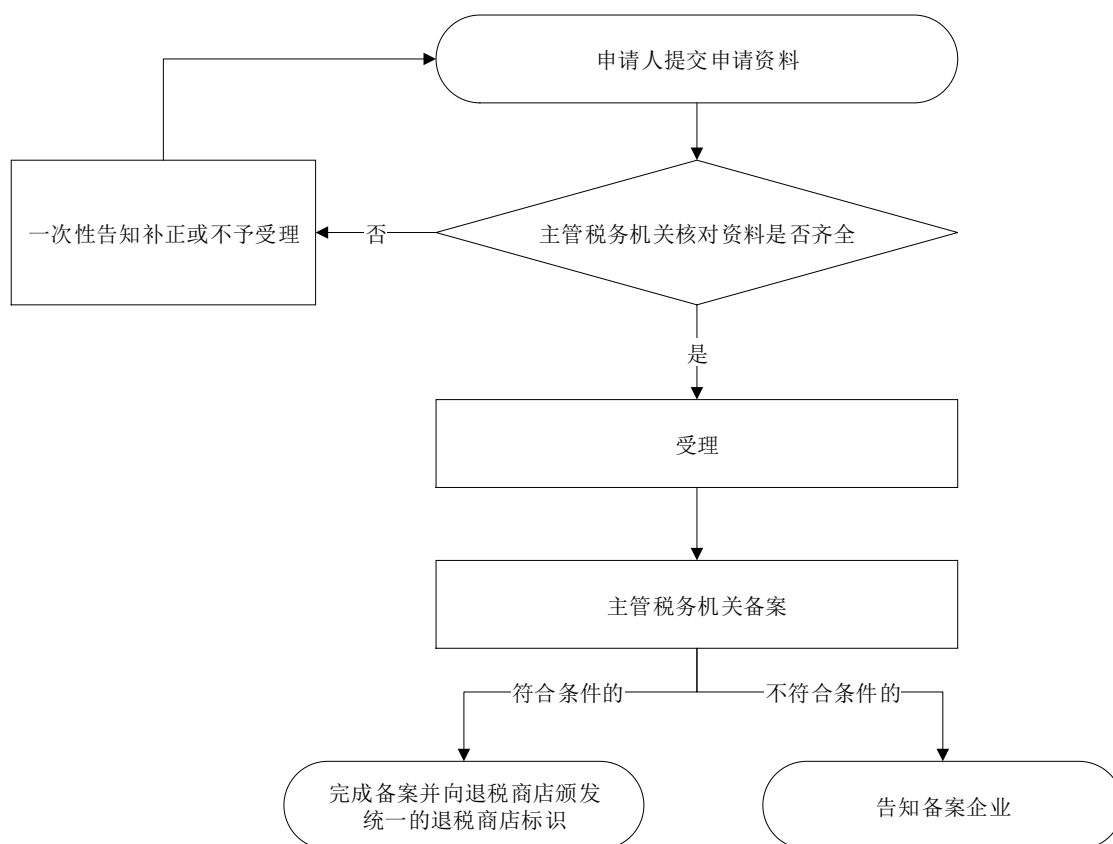 申请人提交申请资料
一次性告知补正或不予受理
否
主管税务机关核对资料是否齐全
是
受理
主管税务机关备案
符合条件的
不符合条件的
完成备案并向退税商店颁发
统一的退税商店标识
告知备案企业